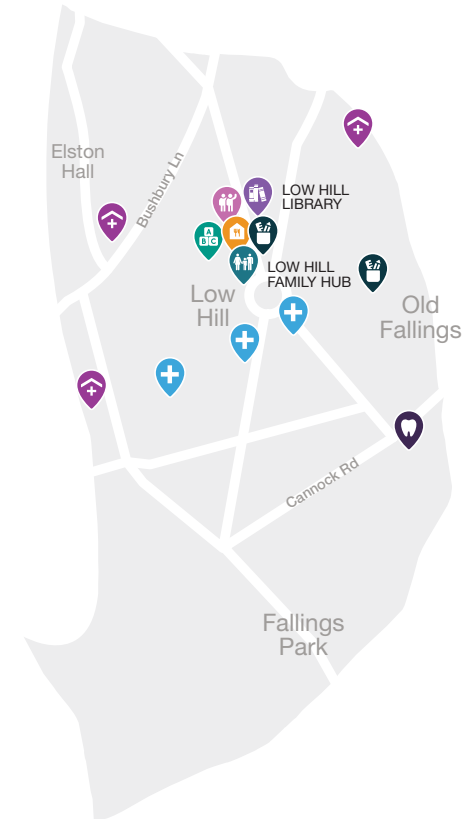 Elston
Hall
Bushbury Ln
LOW HILL
LIBRARY
A
B C
LOW HILL
FAMILY HUB
Low
Hill
Old
Fallings
Cannock Rd
Fallings
Park